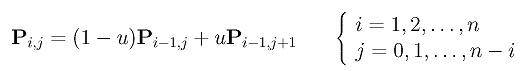 P_{i,j} = (1 − u)P_{i−1,j} + uP_{i−1,j+1} { i = 1, 2, . . . , n
j = 0, 1, . . . , n − i